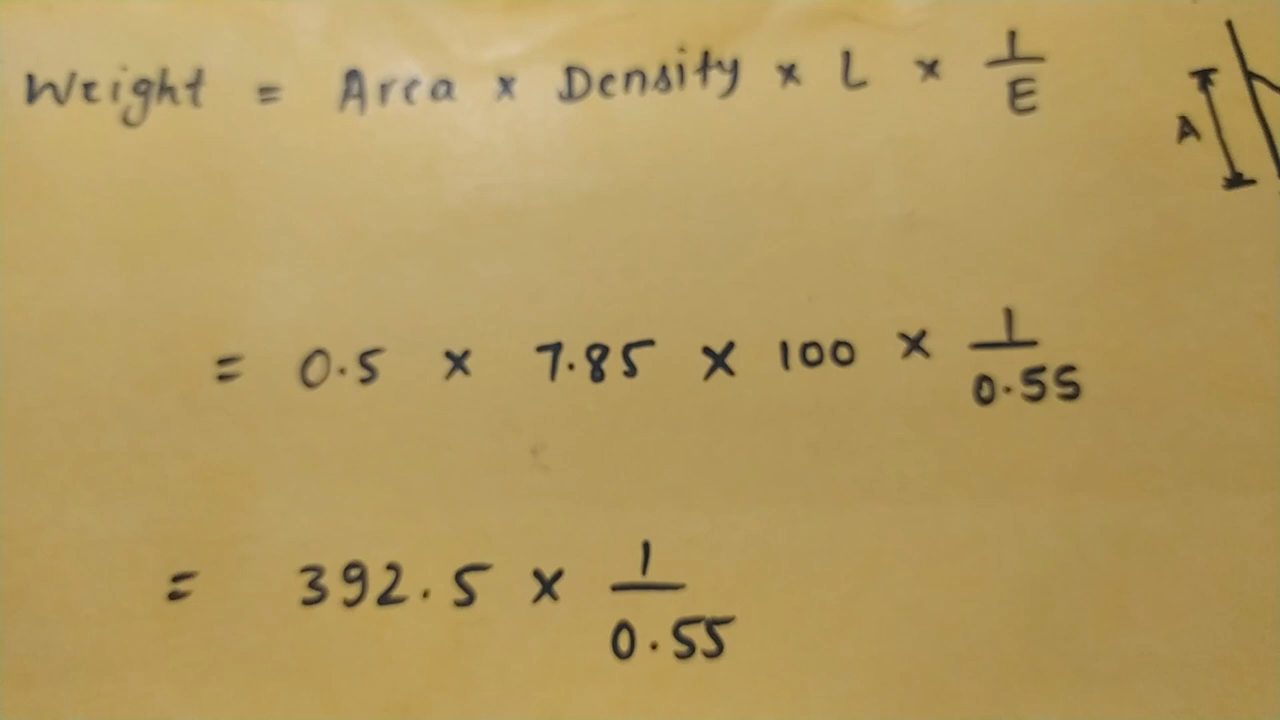 Weight = Area × Density × L × 1/E
A
= 0.5 × 7.85 × 100 × 1/0.55
= 392.5 × 1/0.55